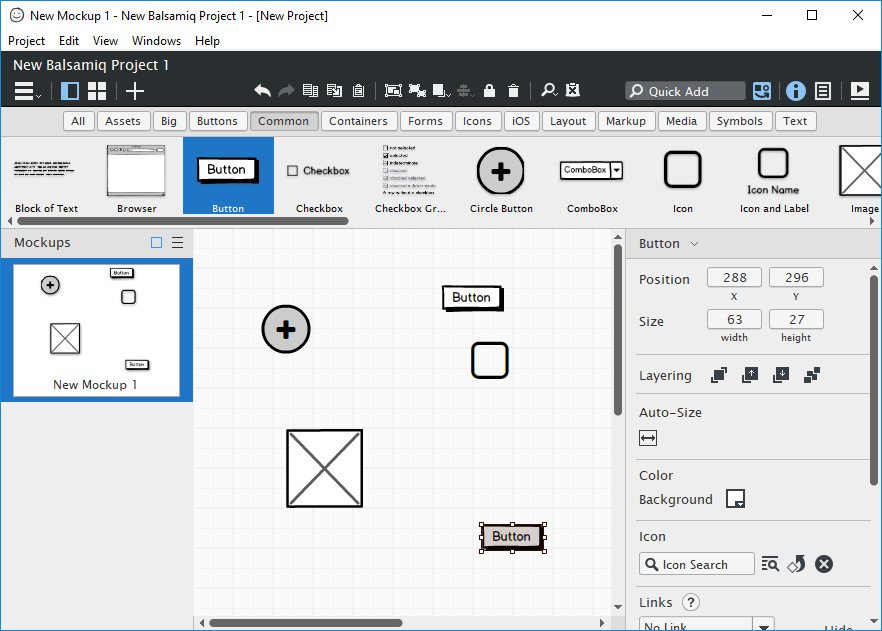 New Mockup 1 - New Balsamiq Project 1 - [New Project]
Project Edit View Windows Help
New Balsamiq Project 1
Quick Add
All Assets Big Buttons Common Containers Forms Icons iOS Layout Markup Media Symbols Text
Button Checkbox ComboBox Icon Name
Block of Text Browser Button Checkbox Checkbox Gr... Circle Button ComboBox Icon Icon and Label Image
Mockups
Button
Button
New Mockup 1
Button
Button
Button
Position 288 296
X Y
Size 63 27
width height
Layering
Auto-Size
Color
Background
Icon
Icon Search
Links ?
No Link
Hide